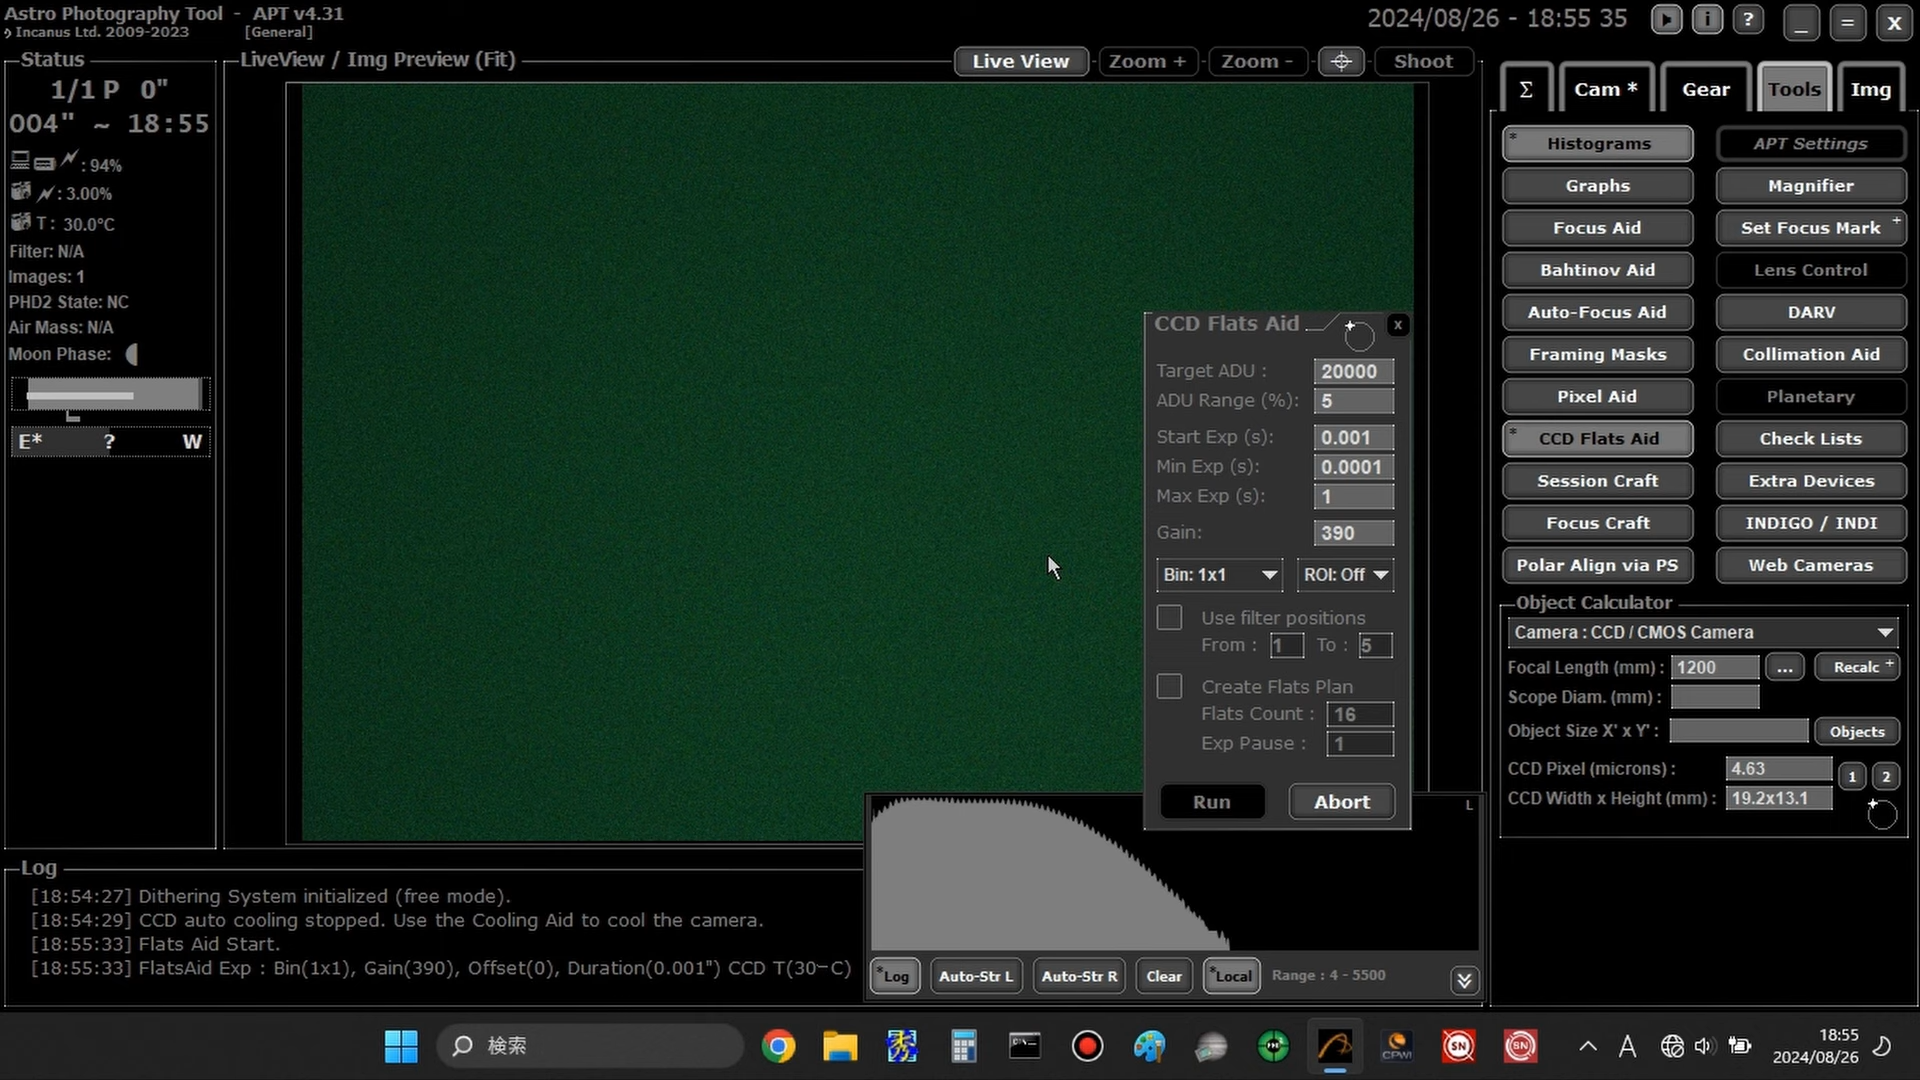 Astro Photography Tool - APT v4.31
Incanus Ltd. 2009-2023 [General]
2024/08/26 - 18:55 35
i ? _ = X
Status
1/1 P 0"
004" ~ 18:55
: 94%
: 3.00%
T : 30.0°C
Filter: N/A
Images: 1
PHD2 State: NC
Air Mass: N/A
Moon Phase:
E* ? W
LiveView / Img Preview (Fit)
Live View
Zoom +
Zoom -
Shoot
CCD Flats Aid
x
Target ADU : 20000
ADU Range (%): 5
Start Exp (s): 0.001
Min Exp (s): 0.0001
Max Exp (s): 1
Gain: 390
Bin: 1x1 ROI: Off
Use filter positions
From : 1 To : 5
Create Flats Plan
Flats Count : 16
Exp Pause : 1
Run Abort
L
*Log Auto-Str L Auto-Str R Clear *Local Range : 4 - 5500
Log
[18:54:27] Dithering System initialized (free mode).
[18:54:29] CCD auto cooling stopped. Use the Cooling Aid to cool the camera.
[18:55:33] Flats Aid Start.
[18:55:33] FlatsAid Exp : Bin(1x1), Gain(390), Offset(0), Duration(0.001") CCD T(30~C)
Σ Cam * Gear Tools Img
* Histograms APT Settings
Graphs Magnifier
Focus Aid Set Focus Mark +
Bahtinov Aid Lens Control
Auto-Focus Aid DARV
Framing Masks Collimation Aid
Pixel Aid Planetary
* CCD Flats Aid Check Lists
Session Craft Extra Devices
Focus Craft INDIGO / INDI
Polar Align via PS Web Cameras
Object Calculator
Camera : CCD / CMOS Camera
Focal Length (mm) : 1200 ... Recalc +
Scope Diam. (mm) :
Object Size X' x Y' : Objects
CCD Pixel (microns) : 4.63 1 2
CCD Width x Height (mm) : 19.2x13.1
検索
CPWI
SN
SN
A
18:55
2024/08/26